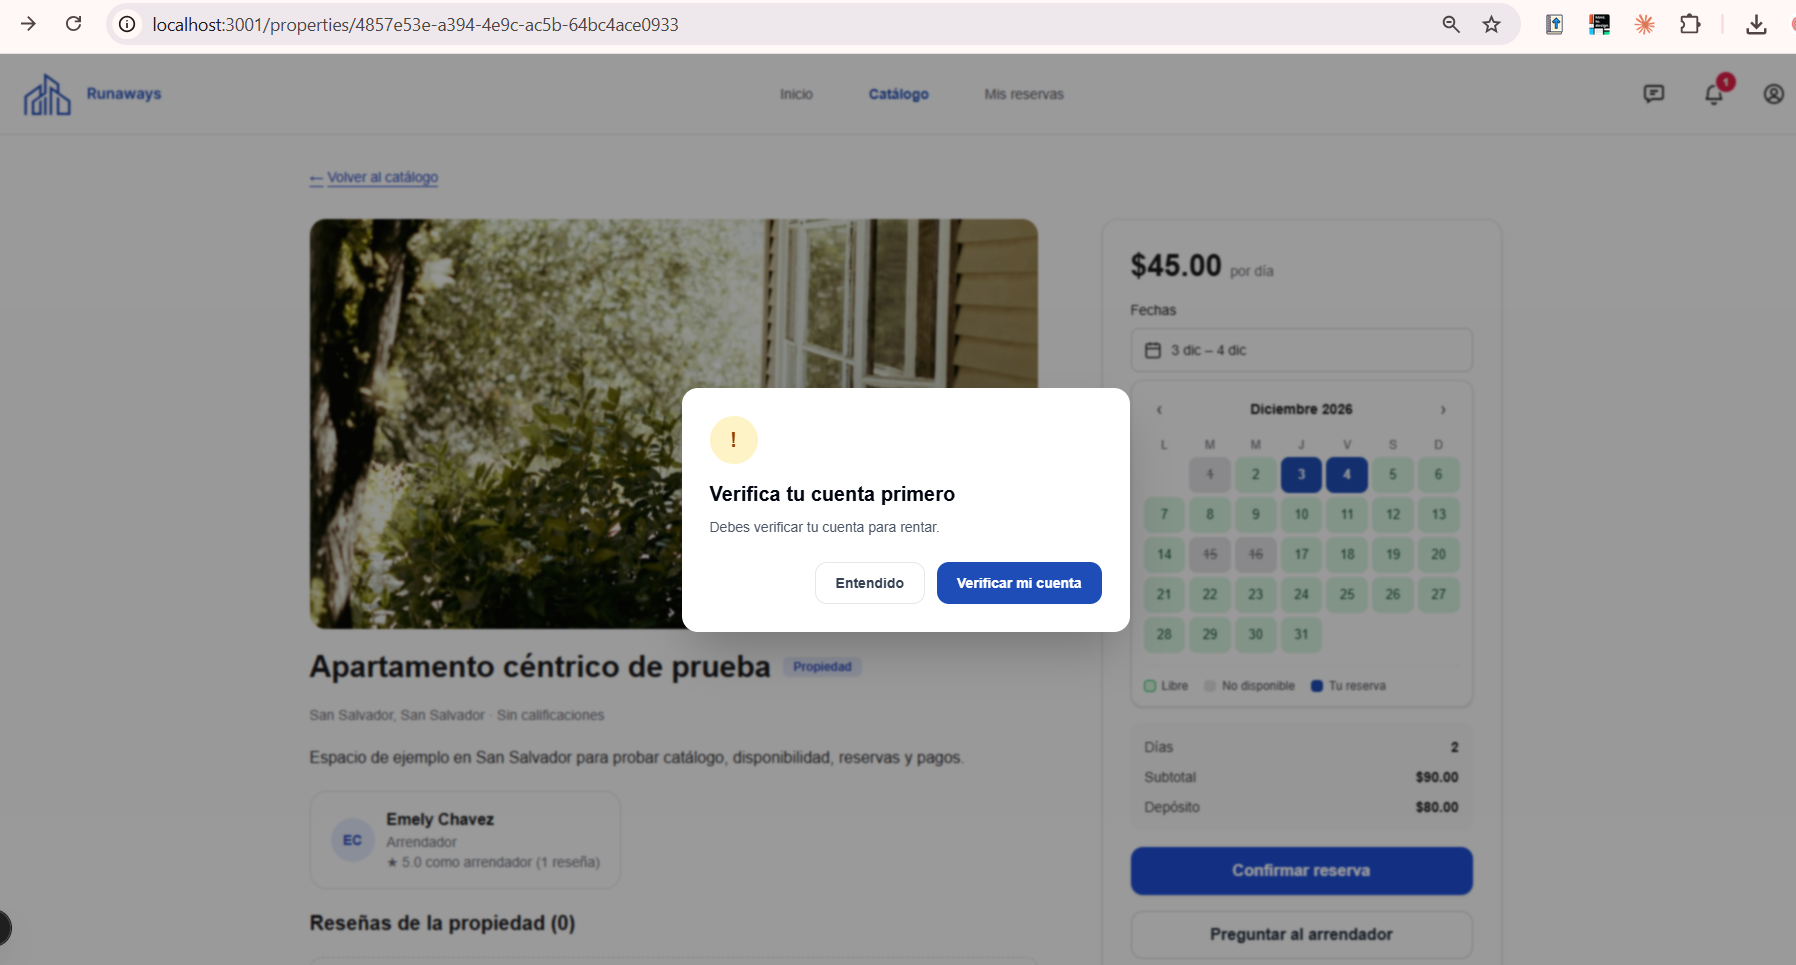 localhost:3001/properties/4857e53e-a394-4e9c-ac5b-64bc4ace0933
Runaways
Inicio
Catálogo
Mis reservas
1
← Volver al catálogo
$45.00 por día
Fechas
3 dic – 4 dic
‹ Diciembre 2026 ›
L M M J V S D
1 2 3 4 5 6
7 8 9 10 11 12 13
14 15 16 17 18 19 20
21 22 23 24 25 26 27
28 29 30 31
Libre No disponible Tu reserva
Días 2
Subtotal $90.00
Depósito $80.00
Confirmar reserva
Preguntar al arrendador
!
Verifica tu cuenta primero
Debes verificar tu cuenta para rentar.
Entendido
Verificar mi cuenta
Apartamento céntrico de prueba Propiedad
San Salvador, San Salvador · Sin calificaciones
Espacio de ejemplo en San Salvador para probar catálogo, disponibilidad, reservas y pagos.
EC
Emely Chavez
Arrendador
★ 5.0 como arrendador (1 reseña)
Reseñas de la propiedad (0)